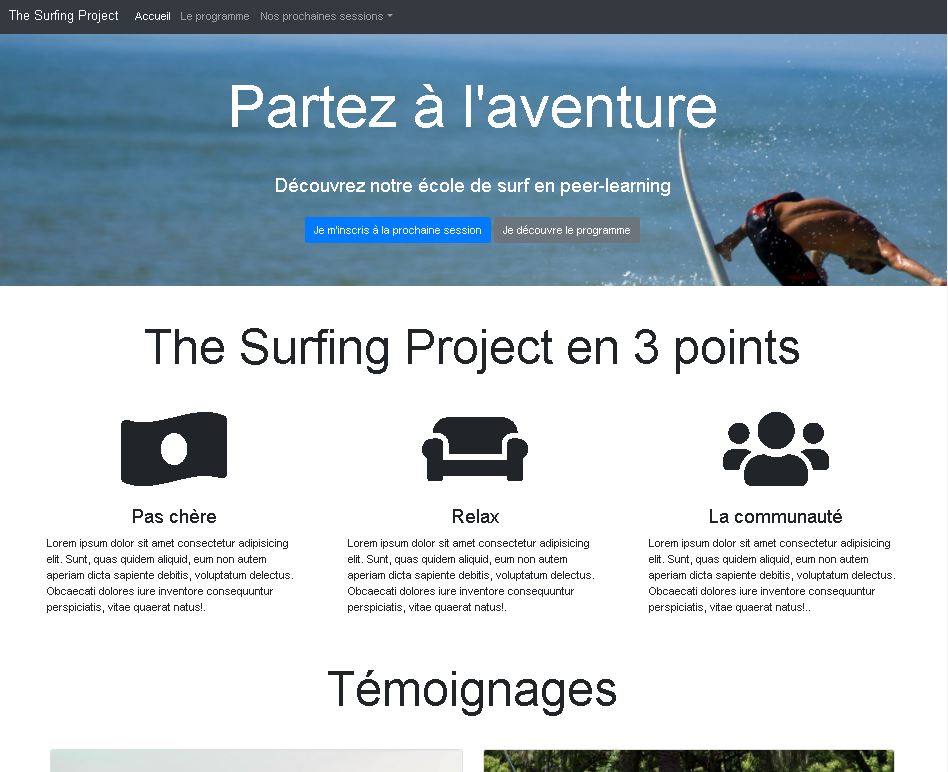 The Surfing Project Accueil Le programme Nos prochaines sessions
Partez à l'aventure
Découvrez notre école de surf en peer-learning
Je m'inscris à la prochaine session Je découvre le programme
The Surfing Project en 3 points
Pas chère
Lorem ipsum dolor sit amet consectetur adipisicing
elit. Sunt, quas quidem aliquid, eum non autem
aperiam dicta sapiente debitis, voluptatum delectus.
Obcaecati dolores iure inventore consequuntur
perspiciatis, vitae quaerat natus!.
Relax
Lorem ipsum dolor sit amet consectetur adipisicing
elit. Sunt, quas quidem aliquid, eum non autem
aperiam dicta sapiente debitis, voluptatum delectus.
Obcaecati dolores iure inventore consequuntur
perspiciatis, vitae quaerat natus!.
La communauté
Lorem ipsum dolor sit amet consectetur adipisicing
elit. Sunt, quas quidem aliquid, eum non autem
aperiam dicta sapiente debitis, voluptatum delectus.
Obcaecati dolores iure inventore consequuntur
perspiciatis, vitae quaerat natus!..
Témoignages